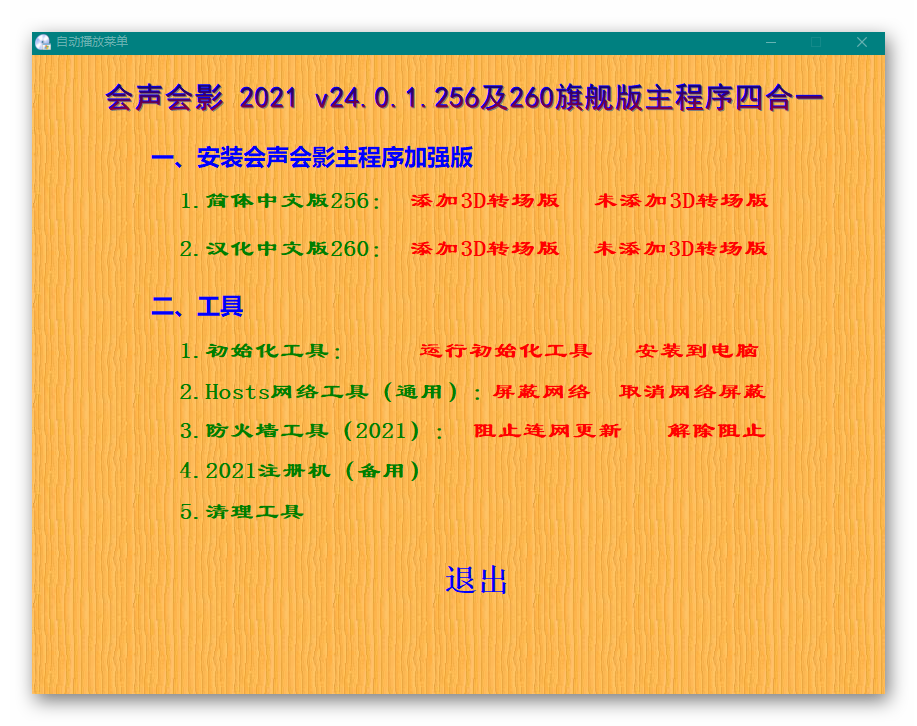 自动播放菜单
会声会影 2021 v24.0.1.256及260旗舰版主程序四合一
一、安装会声会影主程序加强版
1.简体中文版256： 添加3D转场版 未添加3D转场版
2.汉化中文版260： 添加3D转场版 未添加3D转场版
二、工具
1.初始化工具： 运行初始化工具 安装到电脑
2.Hosts网络工具（通用）：屏蔽网络 取消网络屏蔽
3.防火墙工具（2021）： 阻止连网更新 解除阻止
4.2021注册机（备用）
5.清理工具
退出